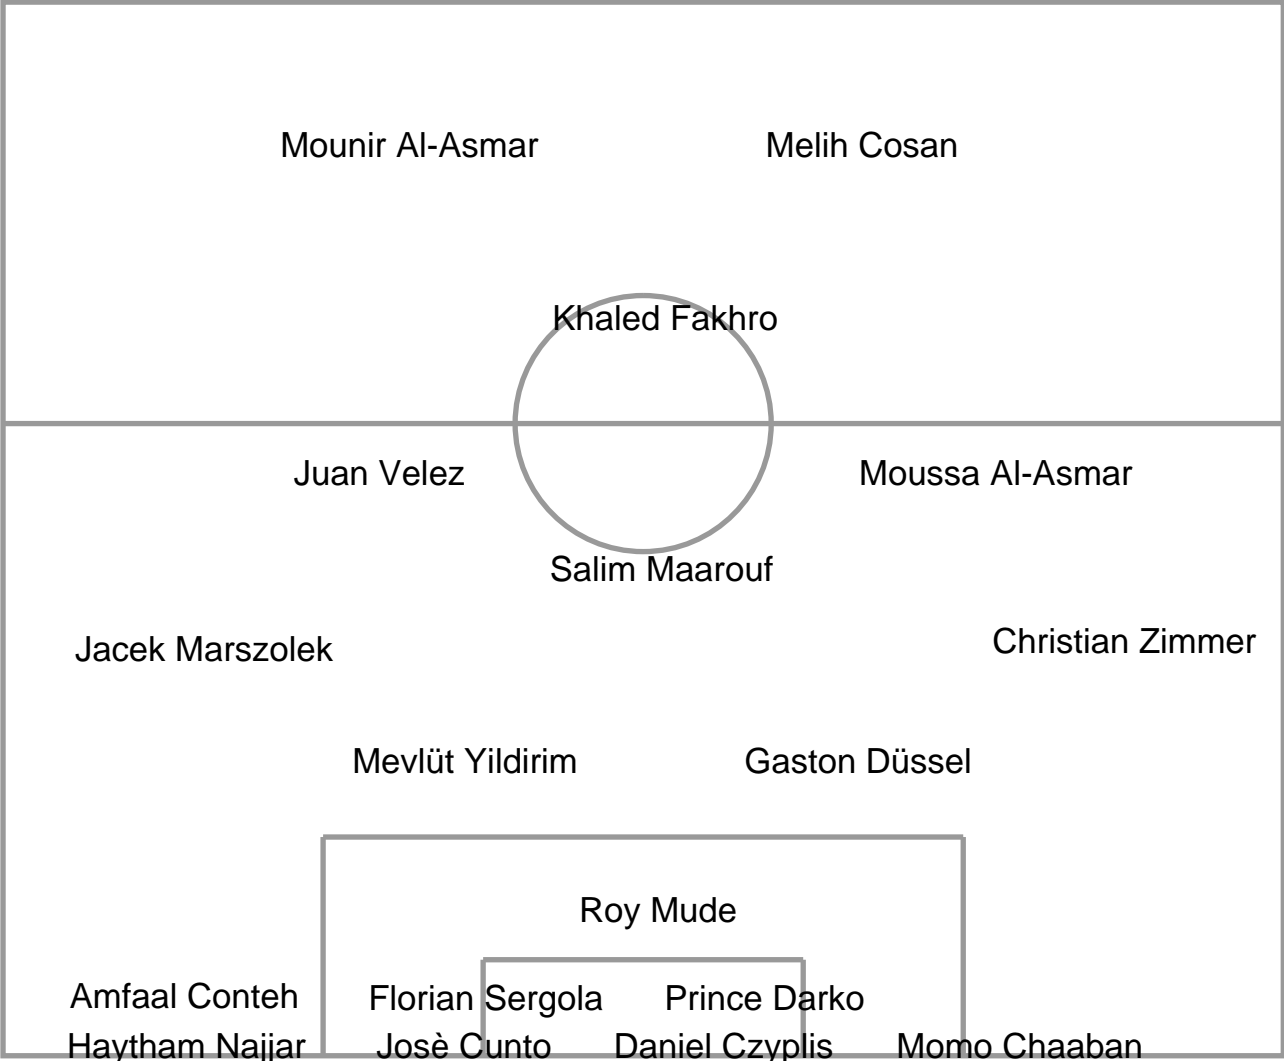 Mounir Al-Asmar Melih Cosan
Khaled Fakhro
Juan Velez Moussa Al-Asmar
Salim Maarouf
Jacek Marszolek Christian Zimmer
Mevlüt Yildirim Gaston Düssel
Roy Mude
Amfaal Conteh Florian Sergola Prince Darko
Haytham Najjar Josè Cunto Daniel Czyplis Momo Chaaban